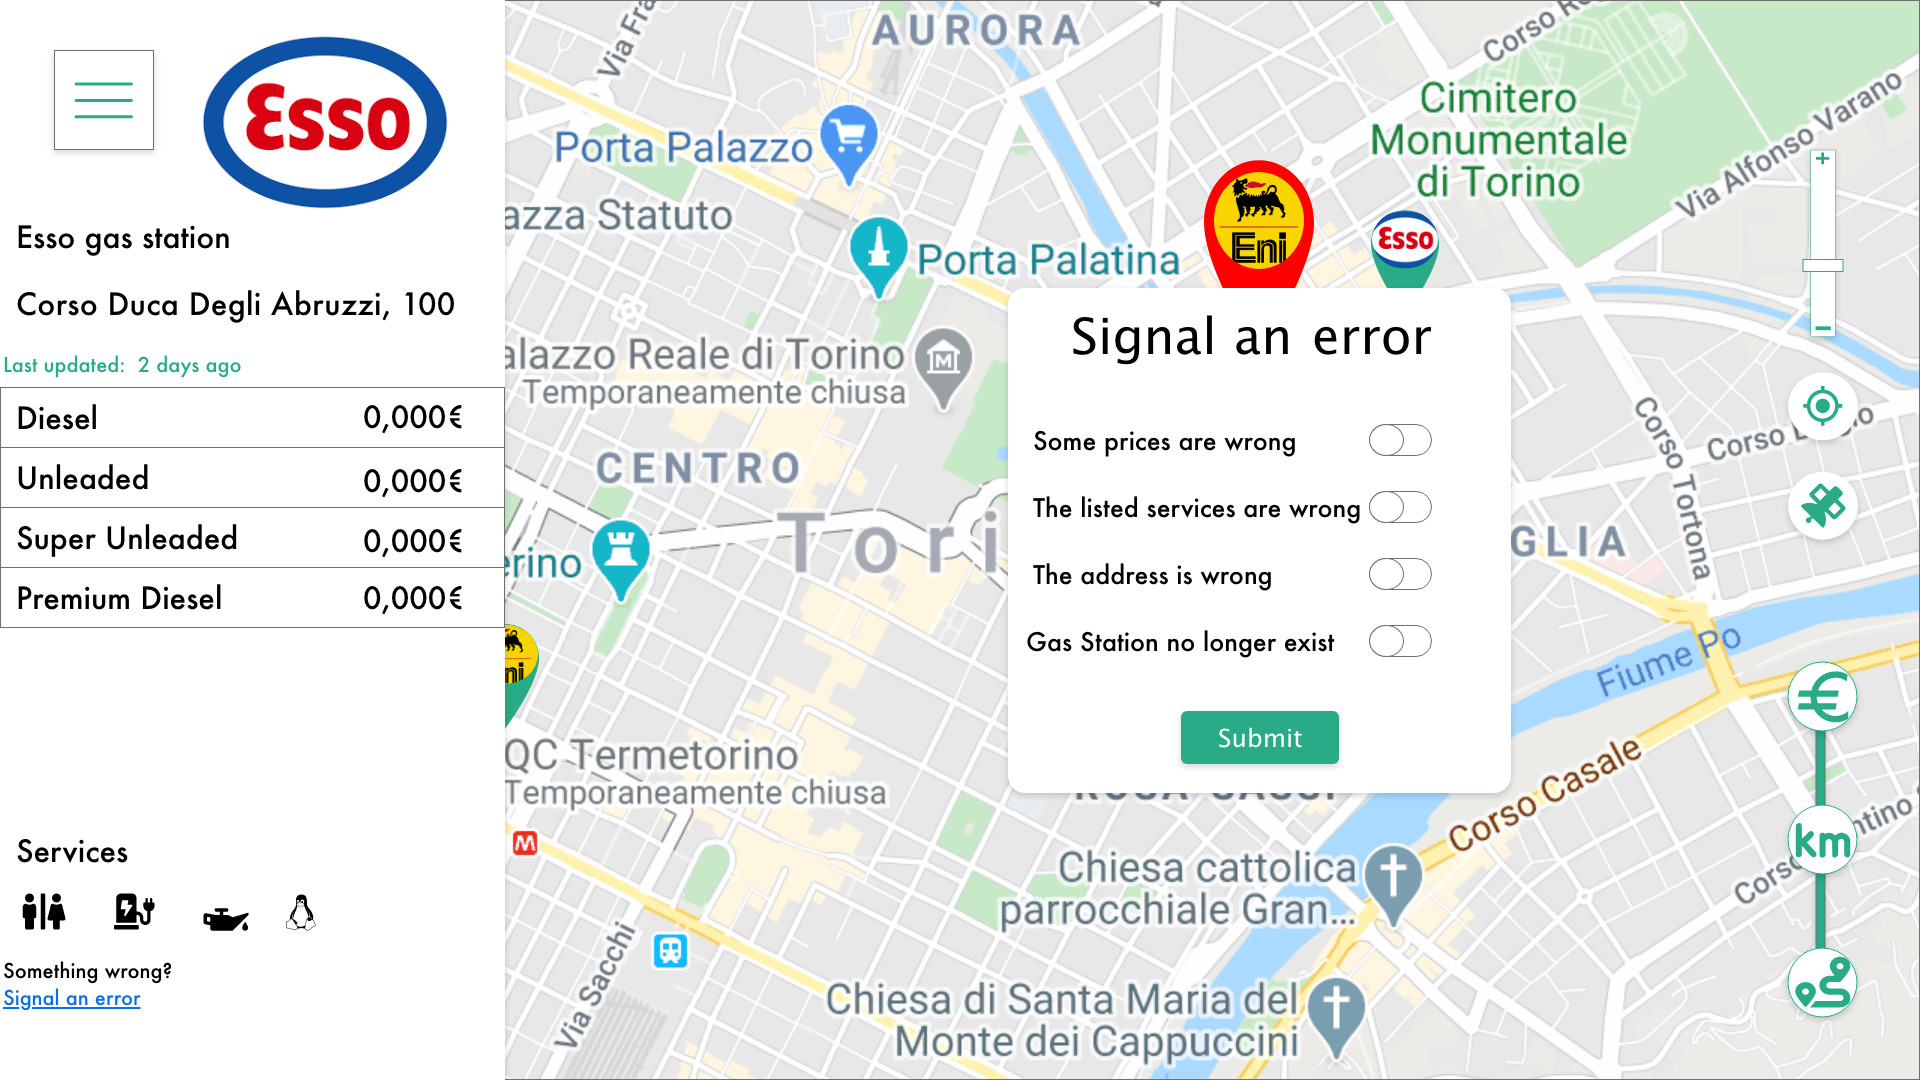 Esso
Esso gas station
Corso Duca Degli Abruzzi, 100
Last updated: 2 days ago
Diesel 0,000€
Unleaded 0,000€
Super Unleaded 0,000€
Premium Diesel 0,000€
Services
Something wrong?
Signal an error
AURORA
Via Fra
Corso R
Cimitero
Monumentale
di Torino
Via Alfonso Varano
Porta Palazzo
azza Statuto
Porta Palatina
Eni
Esso
+
−
alazzo Reale di Torino
Temporaneamente chiusa
M
CENTRO
Tori
erino
ni
Signal an error
Some prices are wrong
The listed services are wrong
The address is wrong
Gas Station no longer exist
Submit
Corso
Corso Tortona
GLIA
Fiume Po
€
QC Termetorino
Temporaneamente chiusa
M
Corso Casale
km
ntino
Corso
Chiesa cattolica
parrocchiale Gran...
Via Sacchi
Chiesa di Santa Maria del
Monte dei Cappuccini